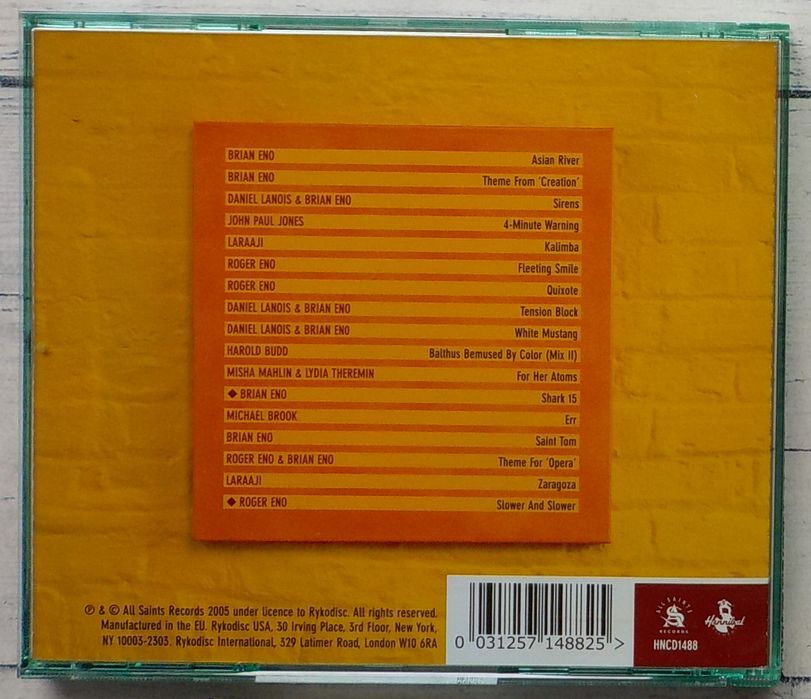 BRIAN ENO Asian River
BRIAN ENO Theme From 'Creation'
DANIEL LANOIS & BRIAN ENO Sirens
JOHN PAUL JONES 4-Minute Warning
LARAAJI Kalimba
ROGER ENO Fleeting Smile
ROGER ENO Quixote
DANIEL LANOIS & BRIAN ENO Tension Block
DANIEL LANOIS & BRIAN ENO White Mustang
HAROLD BUDD Balthus Bemused By Color (Mix II)
MISHA MAHLIN & LYDIA THEREMIN For Her Atoms
◆ BRIAN ENO Shark 15
MICHAEL BROOK Err
BRIAN ENO Saint Tom
ROGER ENO & BRIAN ENO Theme For 'Opera'
LARAAJI Zaragoza
◆ ROGER ENO Slower And Slower
℗ & © All Saints Records 2005 under licence to Rykodisc. All rights reserved.
Manufactured in the EU. Rykodisc USA, 30 Irving Place, 3rd Floor, New York,
NY 10003-2303. Rykodisc International, 329 Latimer Road, London W10 6RA
0 031257 148825 >
ALL SAINTS
RECORDS
Hannibal
HNCD1488